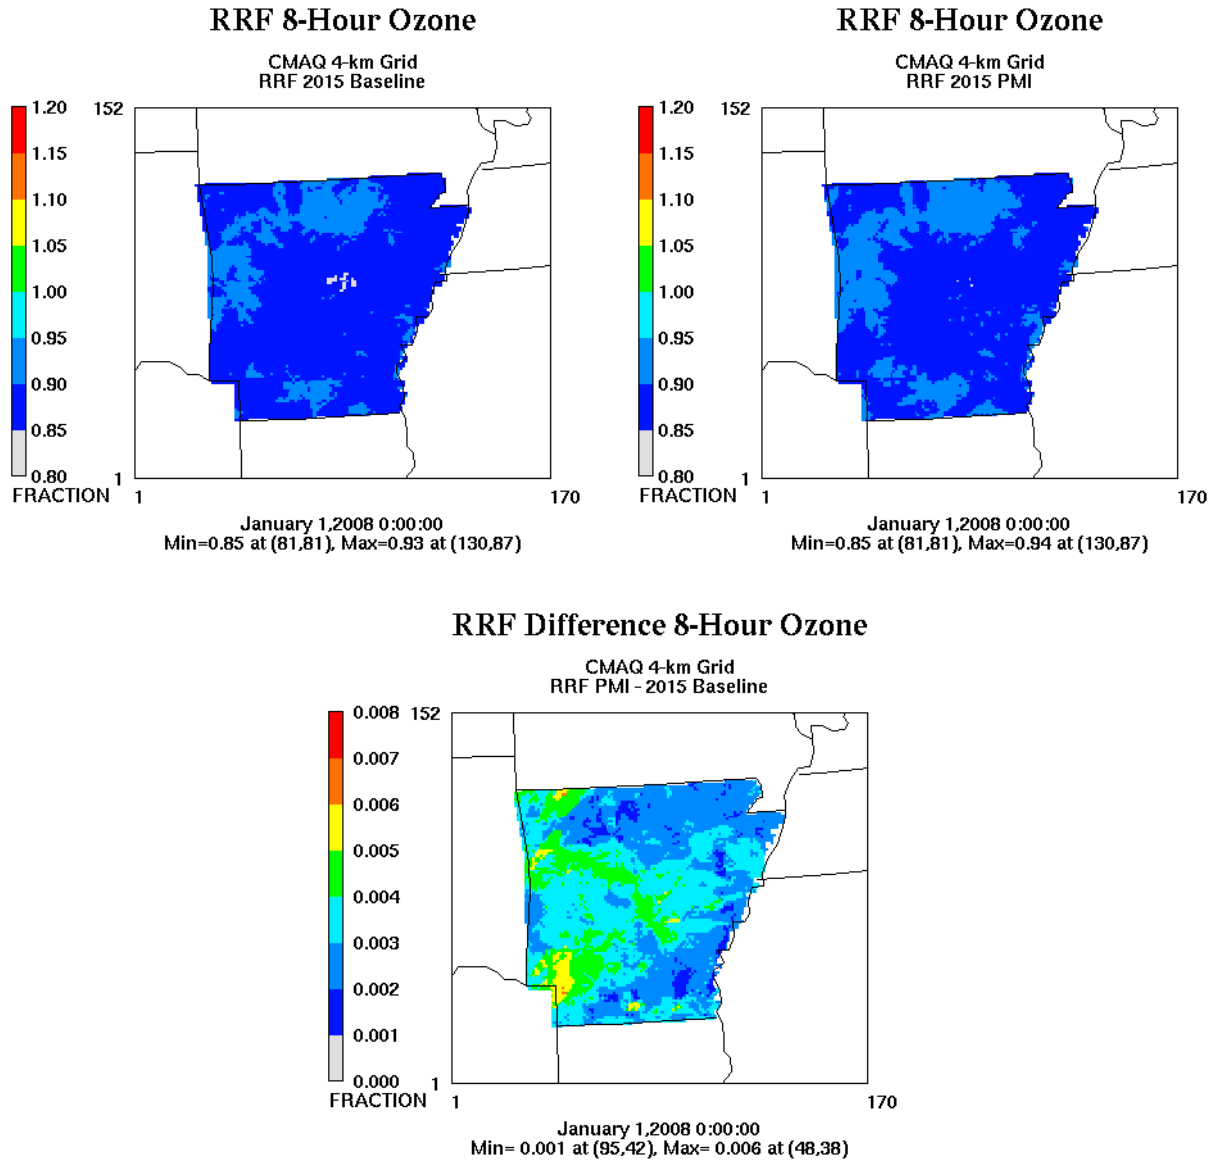 RRF 8-Hour Ozone
CMAQ 4-km Grid
RRF 2015 Baseline
1.20
1.15
1.10
1.05
1.00
0.95
0.90
0.85
0.80
FRACTION
152
1
1
170
January 1,2008 0:00:00
Min=0.85 at (81,81), Max=0.93 at (130,87)
RRF 8-Hour Ozone
CMAQ 4-km Grid
RRF 2015 PMI
1.20
1.15
1.10
1.05
1.00
0.95
0.90
0.85
0.80
FRACTION
152
1
1
170
January 1,2008 0:00:00
Min=0.85 at (81,81), Max=0.94 at (130,87)
RRF Difference 8-Hour Ozone
CMAQ 4-km Grid
RRF PMI - 2015 Baseline
0.008
0.007
0.006
0.005
0.004
0.003
0.002
0.001
0.000
FRACTION
152
1
1
170
January 1,2008 0:00:00
Min= 0.001 at (95,42), Max= 0.006 at (48,38)